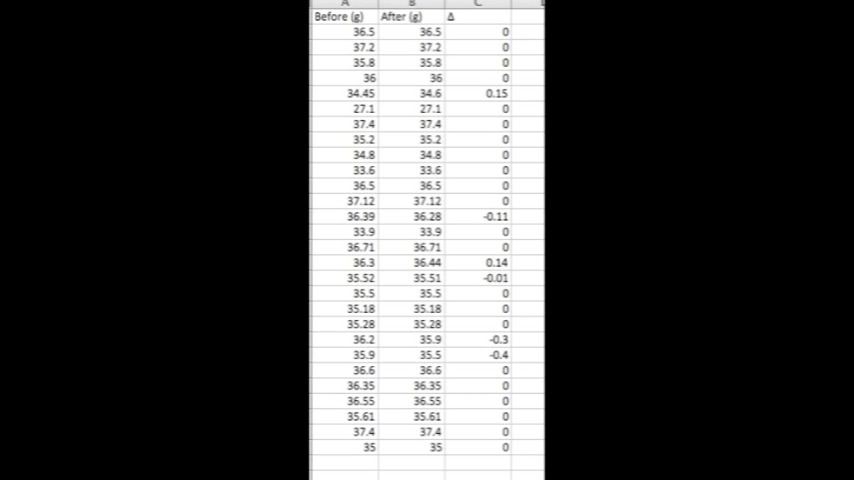 A B C
Before (g) After (g) Δ
36.5 36.5 0
37.2 37.2 0
35.8 35.8 0
36 36 0
34.45 34.6 0.15
27.1 27.1 0
37.4 37.4 0
35.2 35.2 0
34.8 34.8 0
33.6 33.6 0
36.5 36.5 0
37.12 37.12 0
36.39 36.28 -0.11
33.9 33.9 0
36.71 36.71 0
36.3 36.44 0.14
35.52 35.51 -0.01
35.5 35.5 0
35.18 35.18 0
35.28 35.28 0
36.2 35.9 -0.3
35.9 35.5 -0.4
36.6 36.6 0
36.35 36.35 0
36.55 36.55 0
35.61 35.61 0
37.4 37.4 0
35 35 0